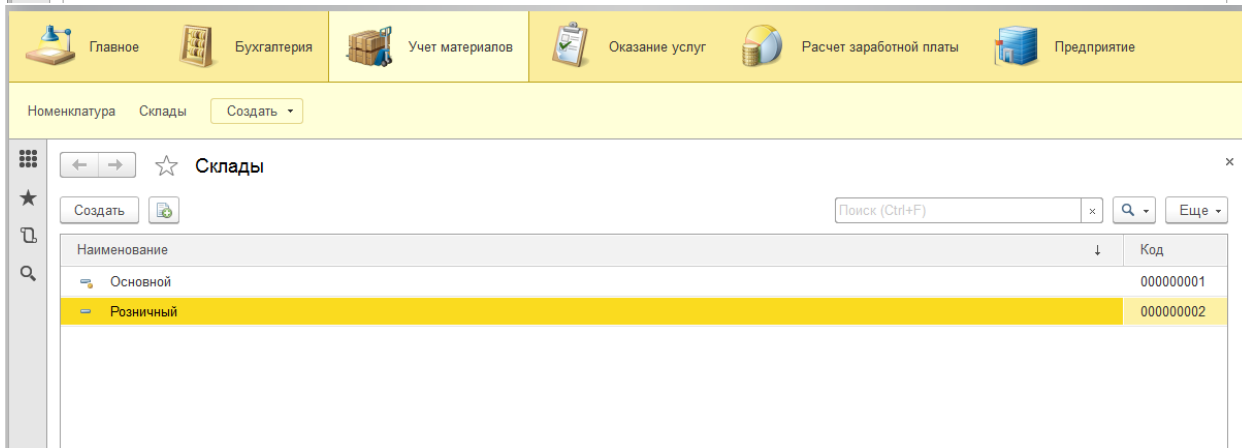 Главное Бухгалтерия Учет материалов Оказание услуг Расчет заработной платы Предприятие
Номенклатура Склады Создать
Склады
Создать Поиск (Ctrl+F) × Еще
Наименование ↓ Код
Основной 000000001
Розничный 000000002